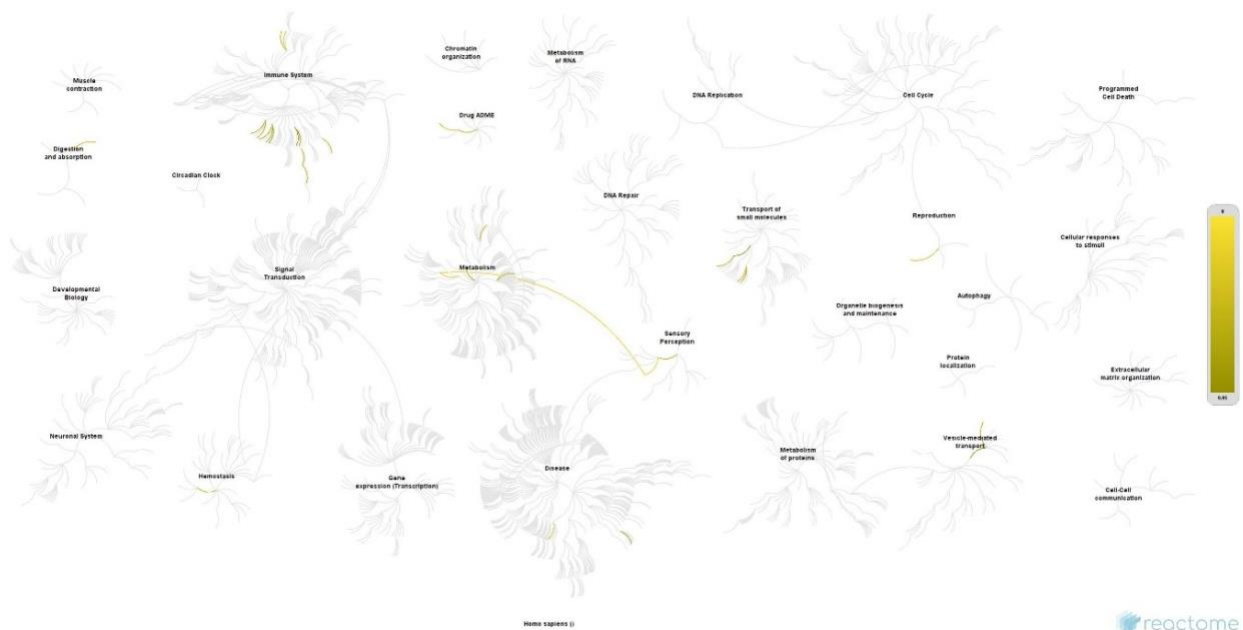 Chromatin
organization
Metabolism
of RNA
Immune System
Muscle
contraction
DNA Replication
Cell Cycle
Programmed
Cell Death
Drug ADME
Digestion
and absorption
Circadian Clock
DNA Repair
Transport of
small molecules
Reproduction
Cellular responses
to stimuli
Signal
Transduction
Metabolism
Developmental
Biology
Autophagy
Organelle biogenesis
and maintenance
Sensory
Perception
Protein
localization
Extracellular
matrix organization
Neuronal System
Vesicle-mediated
transport
Metabolism
of proteins
Disease
Hemostasis
Gene
expression (Transcription)
Cell-Cell
communication
0
0.05
Homo sapiens
reactome